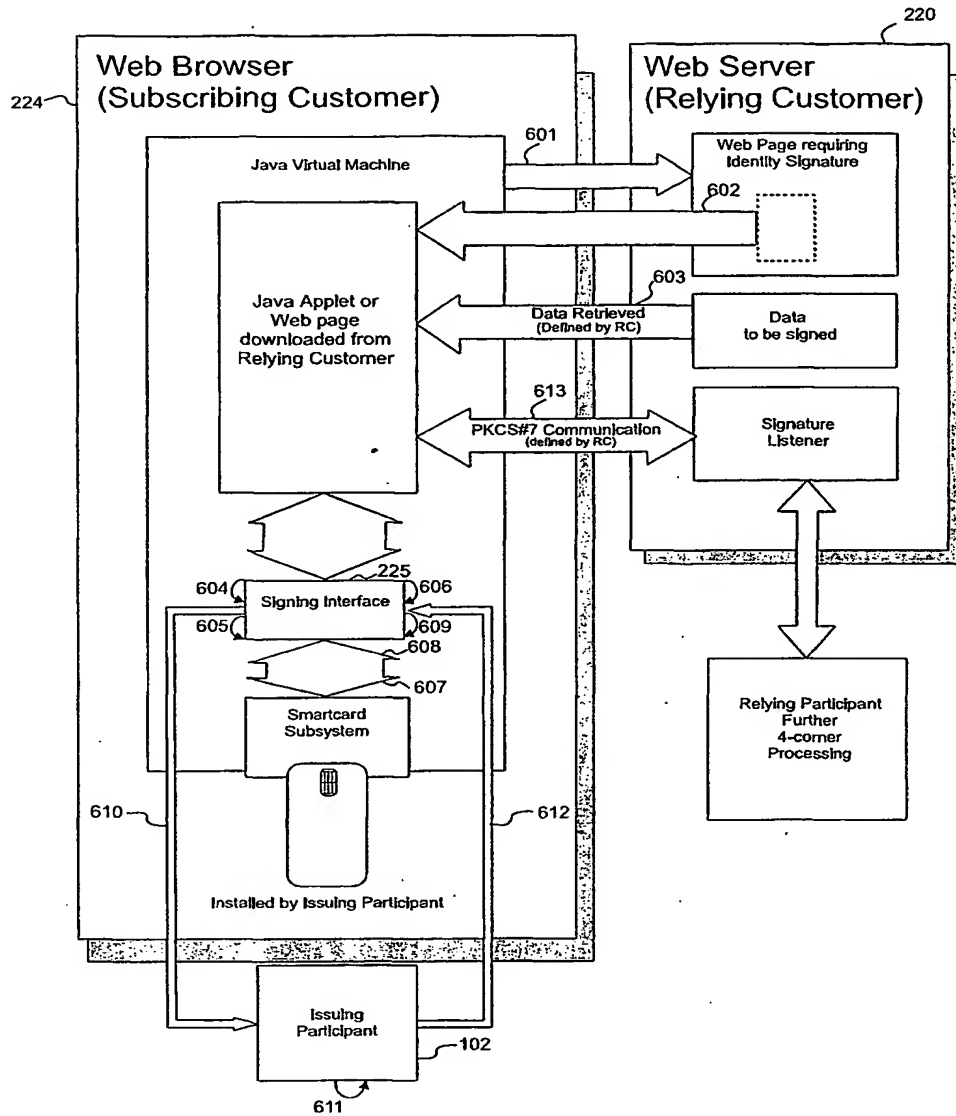 220
Web Browser
(Subscribing Customer)
224
Web Server
(Relying Customer)
Java Virtual Machine
601
Web Page requiring
Identity Signature
602
Java Applet or
Web page
downloaded from
Relying Customer
603
Data Retrieved
(Defined by RC)
Data
to be signed
613
PKCS#7 Communication
(defined by RC)
Signature
Listener
225
604
Signing Interface
606
605
609
608
607
Smartcard
Subsystem
Relying Participant
Further
4-corner
Processing
610
612
Installed by Issuing Participant
Issuing
Participant
102
611